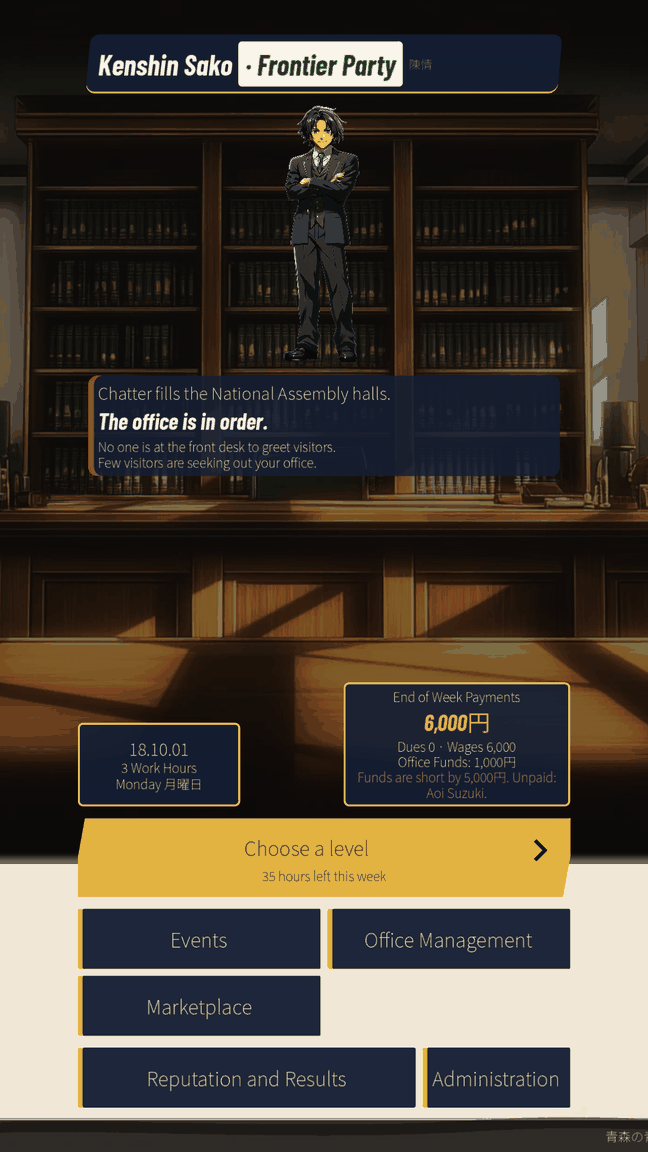 Kenshin Sako · Frontier Party 陳情
Chatter fills the National Assembly halls.
The office is in order.
No one is at the front desk to greet visitors.
Few visitors are seeking out your office.
End of Week Payments
6,000円
Dues 0 · Wages 6,000
Office Funds: 1,000円
Funds are short by 5,000円. Unpaid:
Aoi Suzuki.
18.10.01
3 Work Hours
Monday 月曜日
Choose a level
35 hours left this week
Events
Office Management
Marketplace
Reputation and Results
Administration
青森の